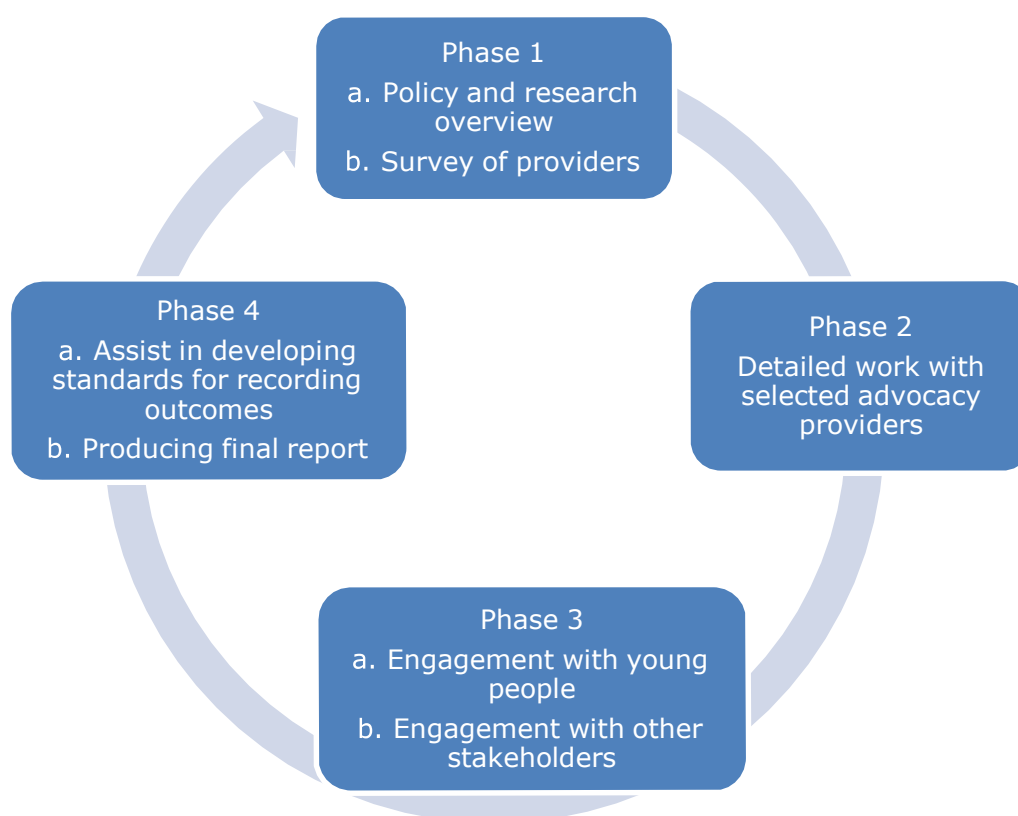 Phase 1
a. Policy and research
overview
b. Survey of providers
Phase 2
Detailed work with
selected advocacy
providers
Phase 3
a. Engagement with young
people
b. Engagement with other
stakeholders
Phase 4
a. Assist in developing
standards for recording
outcomes
b. Producing final report